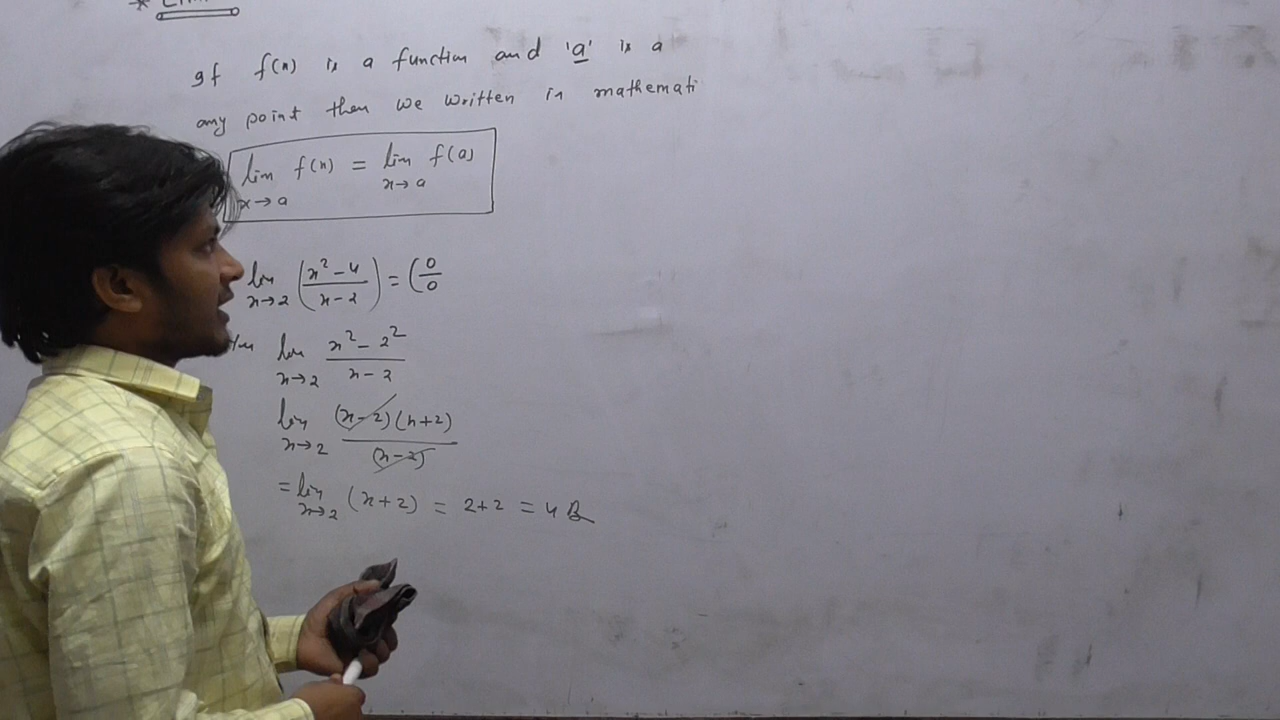 If f(x) is a function and 'a' is a
any point then we written in mathemati
lim x→a f(x) = lim x→a f(a)
lim x→2 (x² - 4 / x - 2) = (0/0
lim x→2 x² - 2² / x - 2
lim x→2 (x-2)(x+2) / (x-2)
= lim x→2 (x+2) = 2+2 = 4